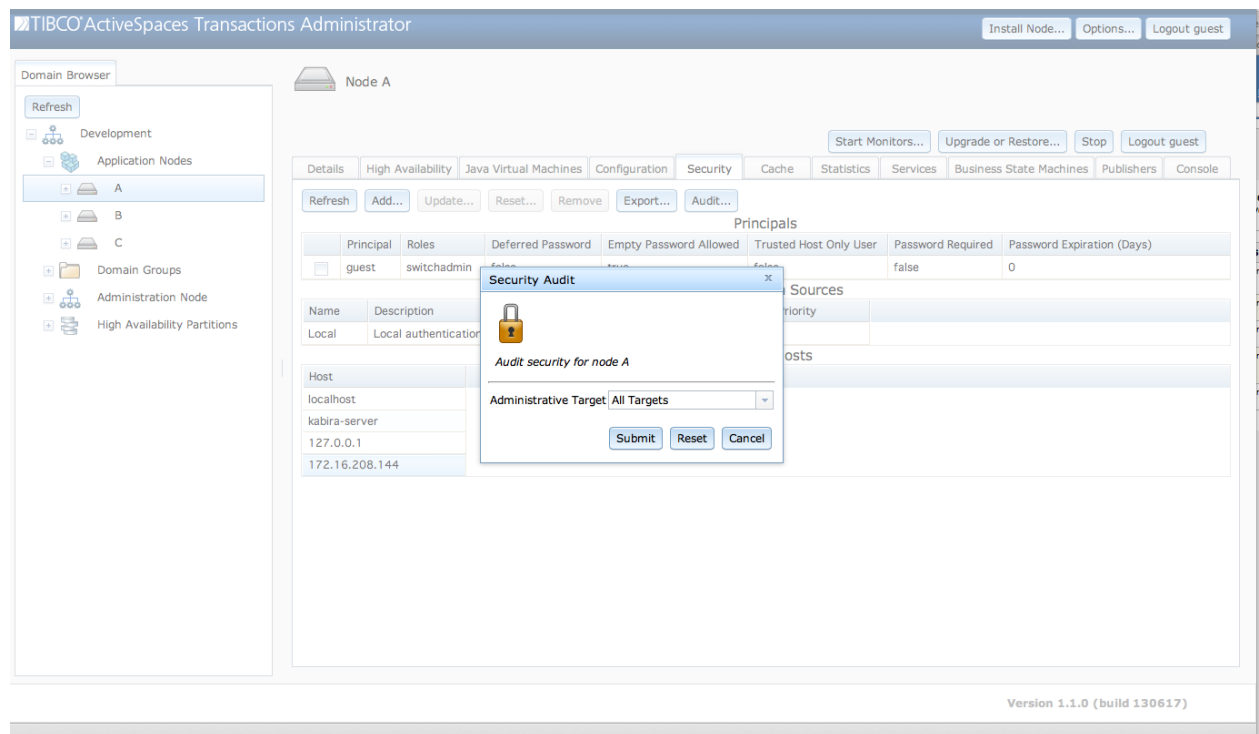 TIBCO® ActiveSpaces Transactions Administrator
Install Node... Options... Logout guest
Domain Browser
Refresh
Development
Application Nodes
A
B
C
Domain Groups
Administration Node
High Availability Partitions
Node A
Start Monitors... Upgrade or Restore... Stop Logout guest
Details High Availability Java Virtual Machines Configuration Security Cache Statistics Services Business State Machines Publishers Console
Refresh Add... Update... Reset... Remove Export... Audit...
Principals
Principal Roles Deferred Password Empty Password Allowed Trusted Host Only User Password Required Password Expiration (Days)
guest switchadmin false true false false 0
Sources
Name Description
Local Local authentication
osts
Host
localhost
kabira-server
127.0.0.1
172.16.208.144
Security Audit x
Audit security for node A
Administrative Target All Targets
Submit Reset Cancel
Version 1.1.0 (build 130617)